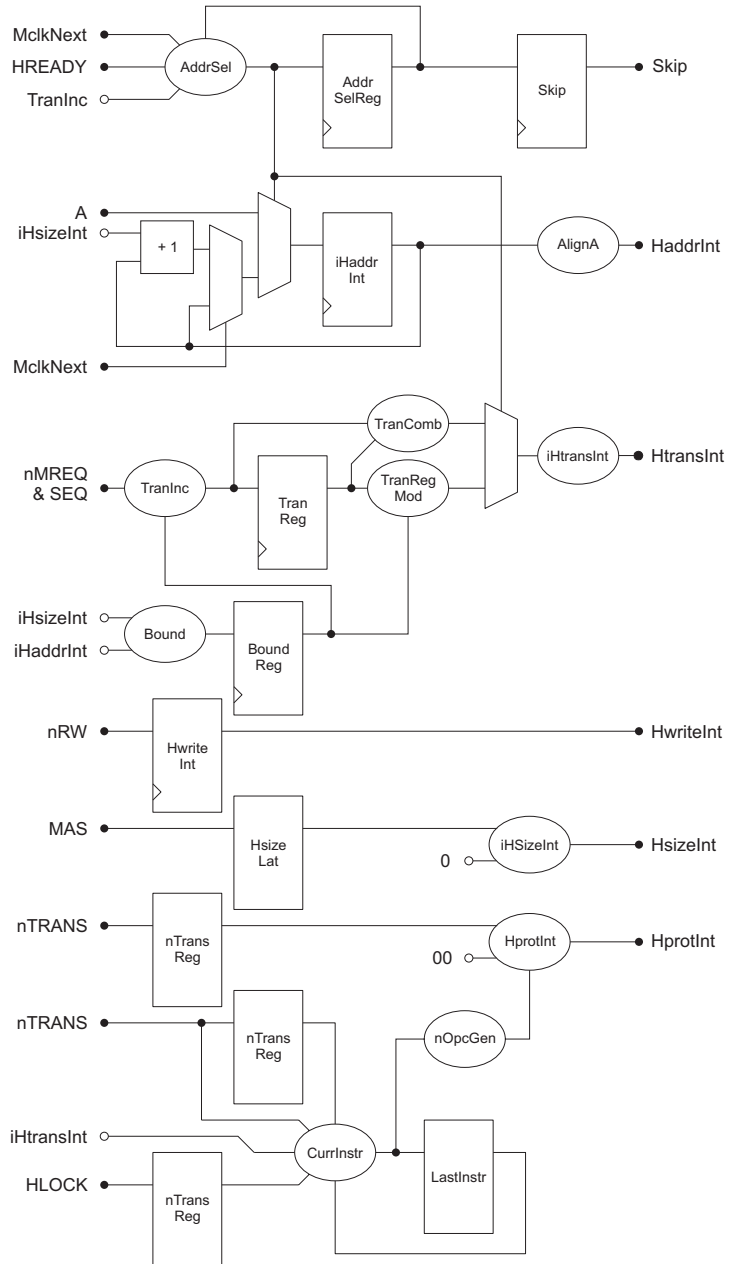 MclkNext
HREADY
TranInc
AddrSel
Addr
SelReg
Skip
Skip
A
iHsizeInt
+ 1
iHaddr
Int
AlignA
HaddrInt
MclkNext
nMREQ
& SEQ
TranInc
Tran
Reg
TranComb
TranReg
Mod
iHtransInt
HtransInt
iHsizeInt
iHaddrInt
Bound
Bound
Reg
nRW
Hwrite
Int
HwriteInt
MAS
Hsize
Lat
0
iHSizeInt
HsizeInt
nTRANS
nTrans
Reg
00
HprotInt
HprotInt
nTRANS
nTrans
Reg
nOpcGen
iHtransInt
HLOCK
nTrans
Reg
CurrInstr
LastInstr